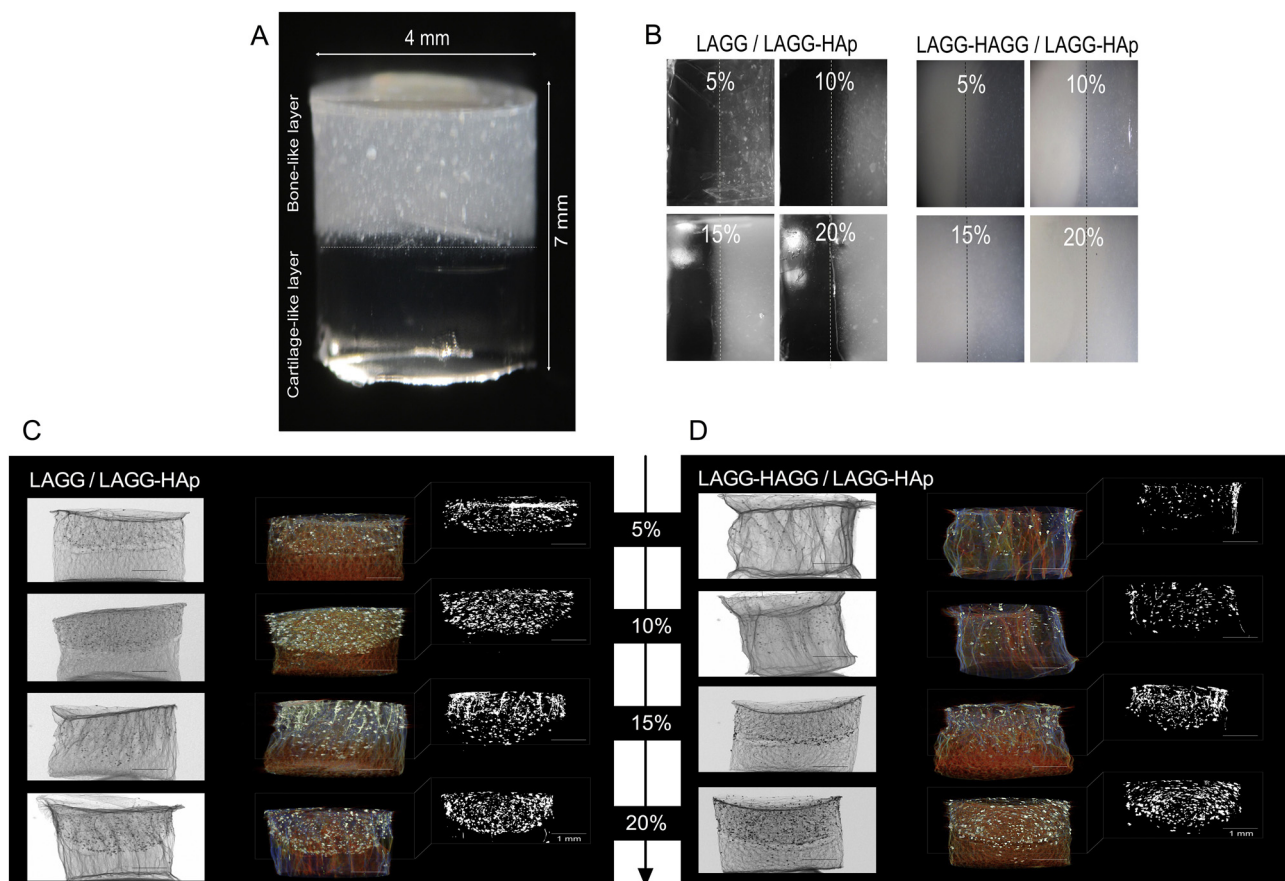 A
4 mm
7 mm
Bone-like layer
Cartilage-like layer
B
LAGG / LAGG-HAp
LAGG-HAGG / LAGG-HAp
5%
10%
5%
10%
15%
20%
15%
20%
C
D
LAGG / LAGG-HAp
LAGG-HAGG / LAGG-HAp
5%
10%
15%
20%
1 mm
1 mm